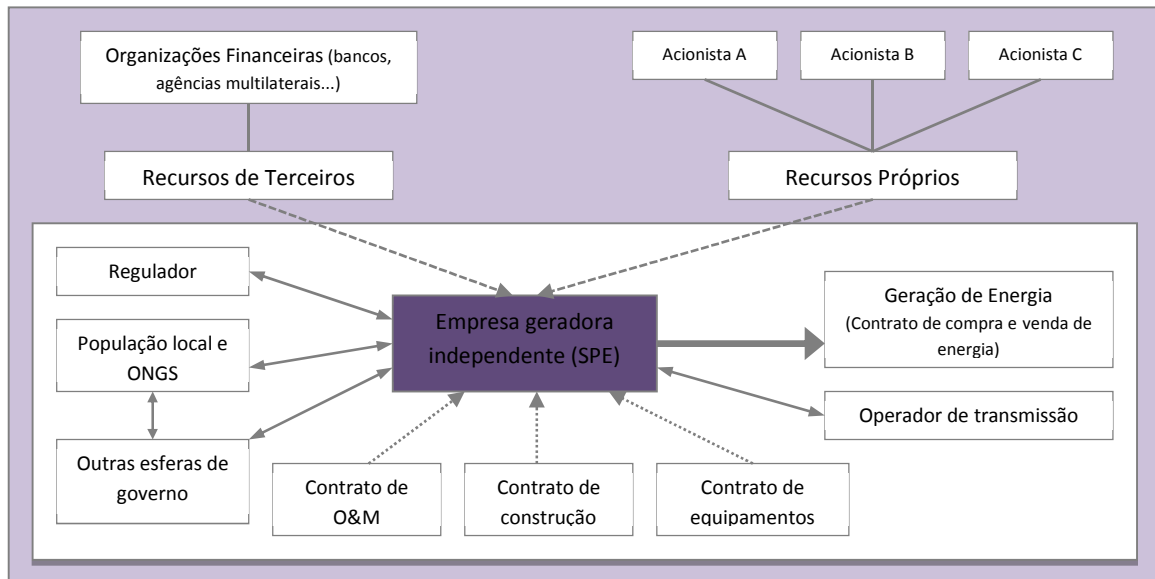 Organizações Financeiras (bancos,
agências multilaterais...)
Acionista A
Acionista B
Acionista C
Recursos de Terceiros
Recursos Próprios
Regulador
População local e
ONGS
Outras esferas de
governo
Empresa geradora
independente (SPE)
Geração de Energia
(Contrato de compra e venda de
energia)
Operador de transmissão
Contrato de
O&M
Contrato de
construção
Contrato de
equipamentos